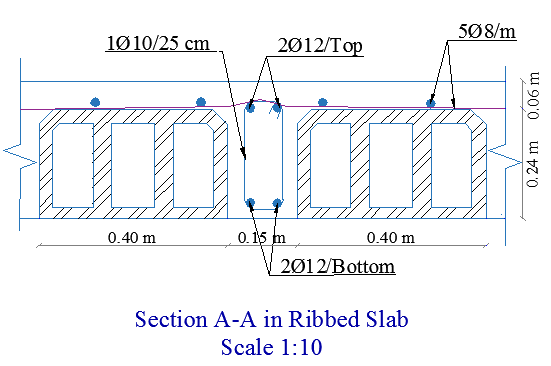 1Ø10/25 cm
2Ø12/Top
5Ø8/m
0.06 m
0.24 m
0.40 m
0.15 m
0.40 m
2Ø12/Bottom
Section A-A in Ribbed Slab
Scale 1:10